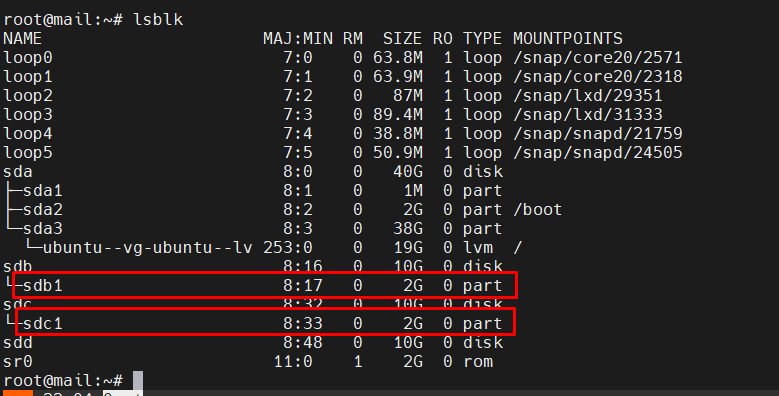 root@mail:~# lsblk
NAME                      MAJ:MIN RM  SIZE RO TYPE MOUNTPOINTS
loop0                       7:0    0 63.8M  1 loop /snap/core20/2571
loop1                       7:1    0 63.9M  1 loop /snap/core20/2318
loop2                       7:2    0   87M  1 loop /snap/lxd/29351
loop3                       7:3    0 89.4M  1 loop /snap/lxd/31333
loop4                       7:4    0 38.8M  1 loop /snap/snapd/21759
loop5                       7:5    0 50.9M  1 loop /snap/snapd/24505
sda                         8:0    0   40G  0 disk
├─sda1                      8:1    0    1M  0 part
├─sda2                      8:2    0    2G  0 part /boot
└─sda3                      8:3    0   38G  0 part
  └─ubuntu--vg-ubuntu--lv 253:0    0   19G  0 lvm  /
sdb                         8:16   0   10G  0 disk
└─sdb1                      8:17   0    2G  0 part
sdc                         8:32   0   10G  0 disk
└─sdc1                      8:33   0    2G  0 part
sdd                         8:48   0   10G  0 disk
sr0                        11:0    1    2G  0 rom
root@mail:~#